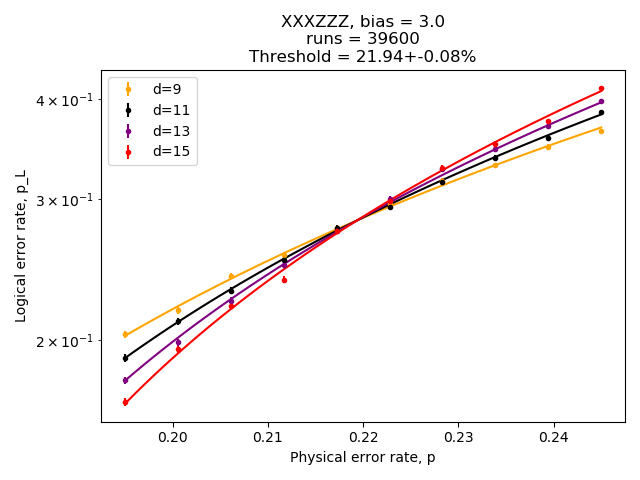 XXXZZZ, bias = 3.0
runs = 39600
Threshold = 21.94+-0.08%
d=9
d=11
d=13
d=15
4 × 10⁻¹
3 × 10⁻¹
2 × 10⁻¹
Logical error rate, p_L
0.20 0.21 0.22 0.23 0.24
Physical error rate, p